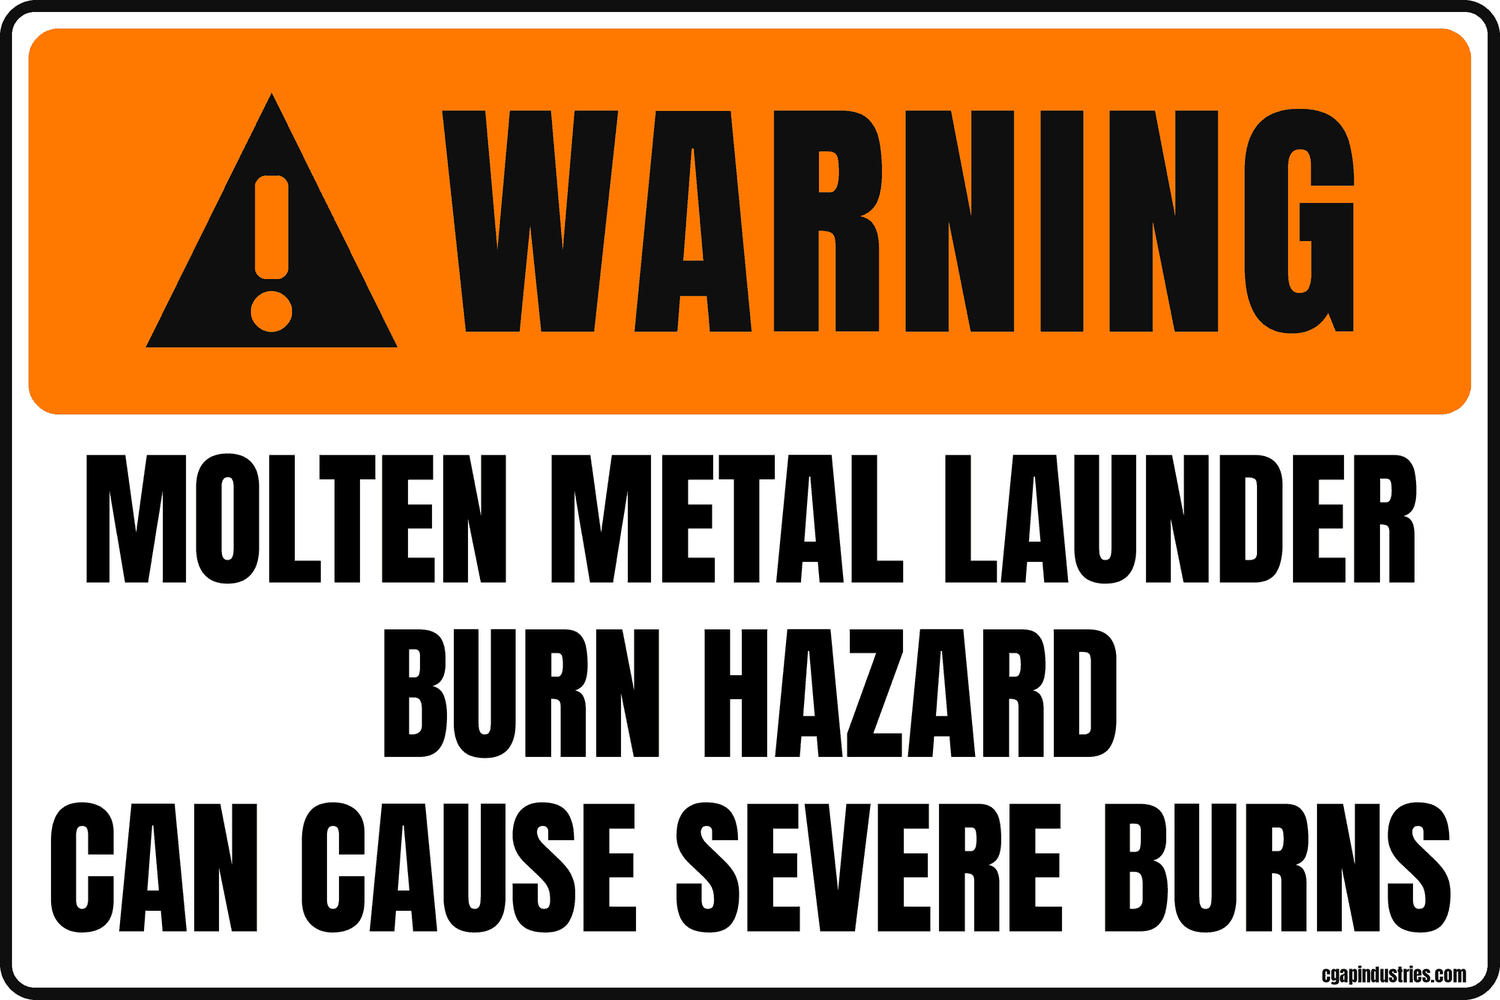 WARNING
MOLTEN METAL LAUNDER
BURN HAZARD
CAN CAUSE SEVERE BURNS
cgapindustries.com